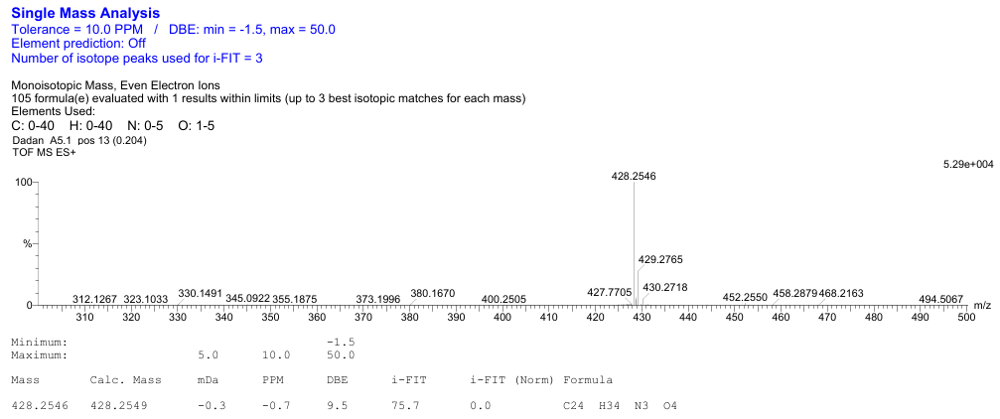 Single Mass Analysis
Tolerance = 10.0 PPM / DBE: min = -1.5, max = 50.0
Element prediction: Off
Number of isotope peaks used for i-FIT = 3
Monoisotopic Mass, Even Electron Ions
105 formula(e) evaluated with 1 results within limits (up to 3 best isotopic matches for each mass)
Elements Used:
C: 0-40 H: 0-40 N: 0-5 O: 1-5
Dadan A5.1 pos 13 (0.204)
TOF MS ES+
5.29e+004
100
%
0
428.2546
429.2765
430.2718
427.7705
312.1267 323.1033 330.1491 345.0922 355.1875 373.1996 380.1670 400.2505 452.2550 458.2879 468.2163 494.5067
m/z
310 320 330 340 350 360 370 380 390 400 410 420 430 440 450 460 470 480 490 500
Minimum: -1.5
Maximum: 5.0 10.0 50.0
Mass Calc. Mass mDa PPM DBE i-FIT i-FIT (Norm) Formula
428.2546 428.2549 -0.3 -0.7 9.5 75.7 0.0 C24 H34 N3 O4